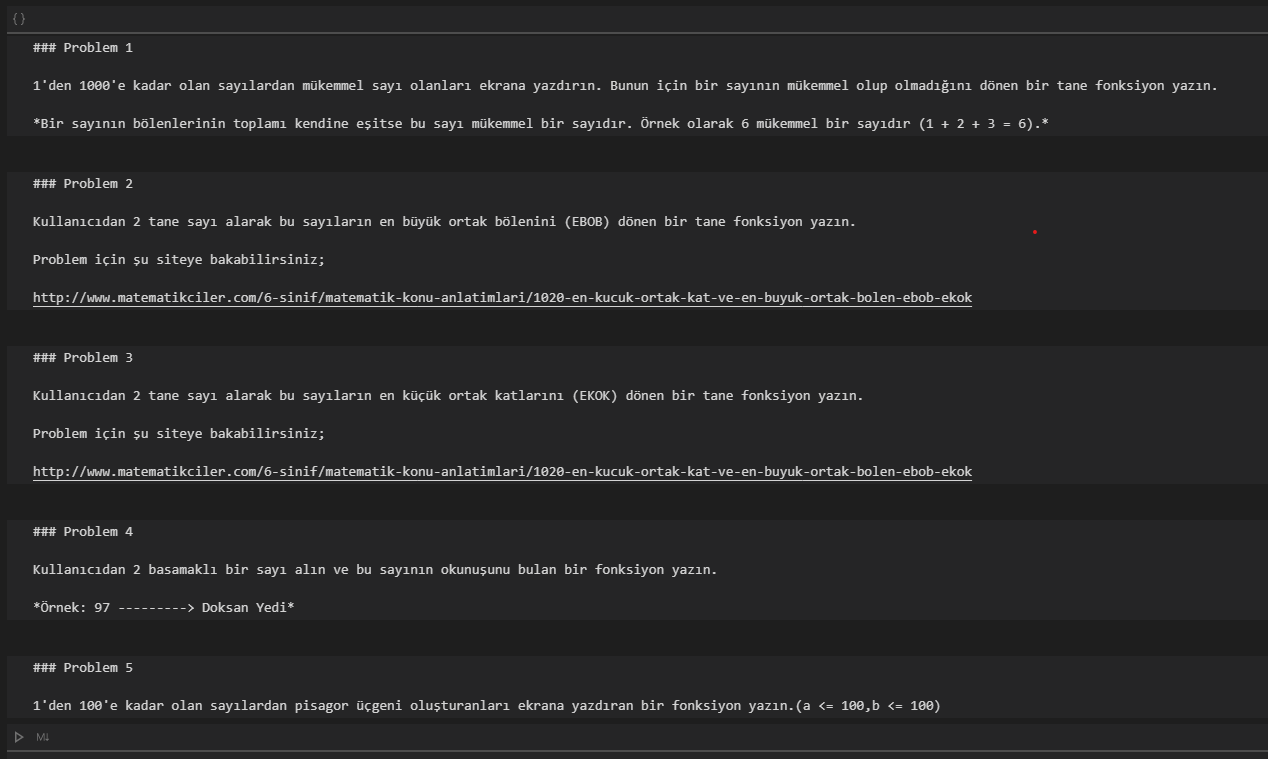 {}
### Problem 1
1'den 1000'e kadar olan sayılardan mükemmel sayı olanları ekrana yazdırın. Bunun için bir sayının mükemmel olup olmadığını dönen bir tane fonksiyon yazın.
*Bir sayının bölenlerinin toplamı kendine eşitse bu sayı mükemmel bir sayıdır. Örnek olarak 6 mükemmel bir sayıdır (1 + 2 + 3 = 6).*
### Problem 2
Kullanıcıdan 2 tane sayı alarak bu sayıların en büyük ortak bölenini (EBOB) dönen bir tane fonksiyon yazın.
Problem için şu siteye bakabilirsiniz;
http://www.matematikciler.com/6-sinif/matematik-konu-anlatimlari/1020-en-kucuk-ortak-kat-ve-en-buyuk-ortak-bolen-ebob-ekok
### Problem 3
Kullanıcıdan 2 tane sayı alarak bu sayıların en küçük ortak katlarını (EKOK) dönen bir tane fonksiyon yazın.
Problem için şu siteye bakabilirsiniz;
http://www.matematikciler.com/6-sinif/matematik-konu-anlatimlari/1020-en-kucuk-ortak-kat-ve-en-buyuk-ortak-bolen-ebob-ekok
### Problem 4
Kullanıcıdan 2 basamaklı bir sayı alın ve bu sayının okunuşunu bulan bir fonksiyon yazın.
*Örnek: 97 ---------> Doksan Yedi*
### Problem 5
1'den 100'e kadar olan sayılardan pisagor üçgeni oluşturanları ekrana yazdıran bir fonksiyon yazın.(a <= 100,b <= 100)
M↓